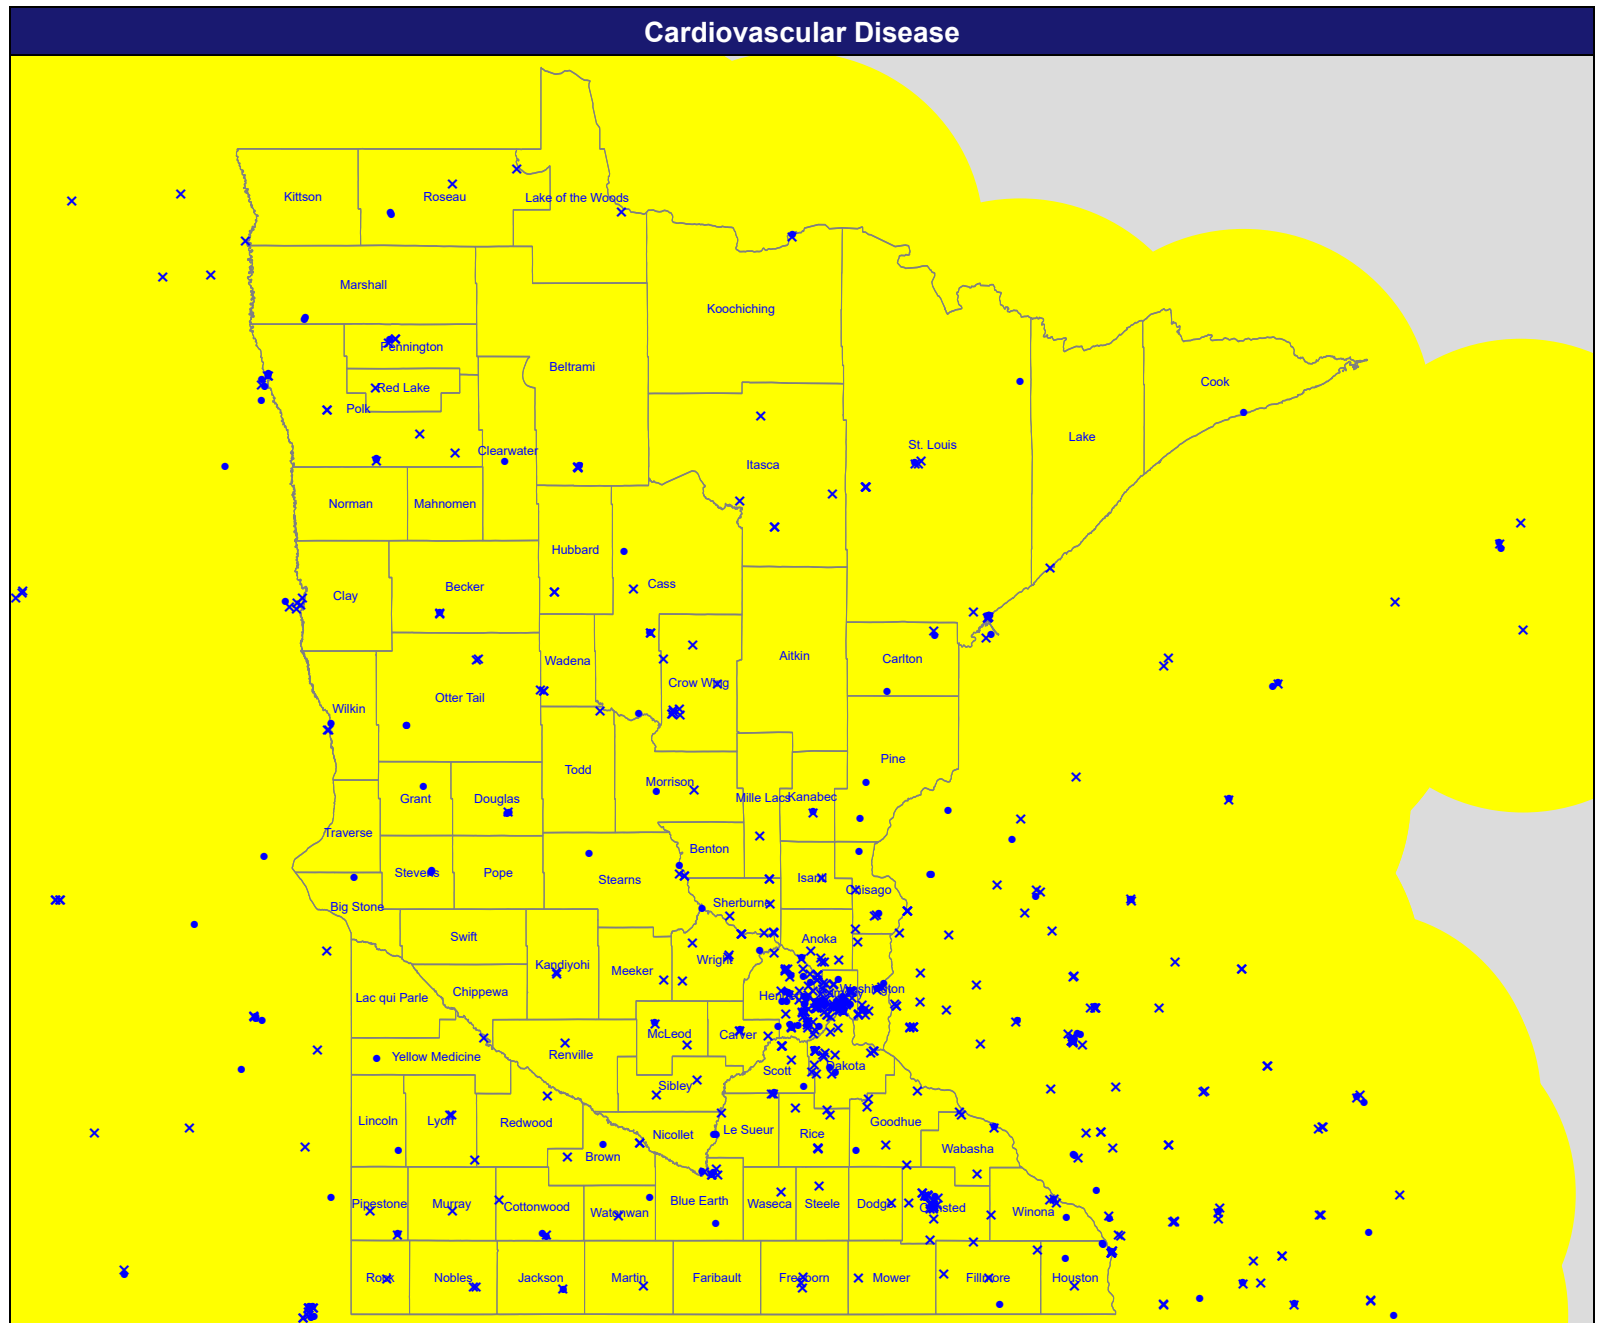 Cardiovascular Disease
Kittson
Roseau
Lake of the Woods
Marshall
Koochiching
Pennington
Beltrami
Red Lake
Cook
Polk
Lake
St. Louis
Clearwater
Itasca
Norman
Mahnomen
Hubbard
Cass
Becker
Clay
Aitkin
Carlton
Wadena
Crow Wing
Otter Tail
Wilkin
Pine
Todd
Morrison
Grant
Douglas
Mille Lacs
Kanabec
Traverse
Benton
Stevens
Pope
Stearns
Isanti
Chisago
Big Stone
Sherburne
Swift
Anoka
Wright
Kandiyohi
Meeker
Washington
Chippewa
Lac qui Parle
McLeod
Carver
Renville
Yellow Medicine
Dakota
Scott
Sibley
Lincoln
Lyon
Redwood
Goodhue
Le Sueur
Nicollet
Rice
Wabasha
Brown
Pipestone
Murray
Cottonwood
Watonwan
Blue Earth
Waseca
Steele
Dodge
Olmsted
Winona
Rock
Nobles
Jackson
Martin
Faribault
Freeborn
Mower
Fillmore
Houston